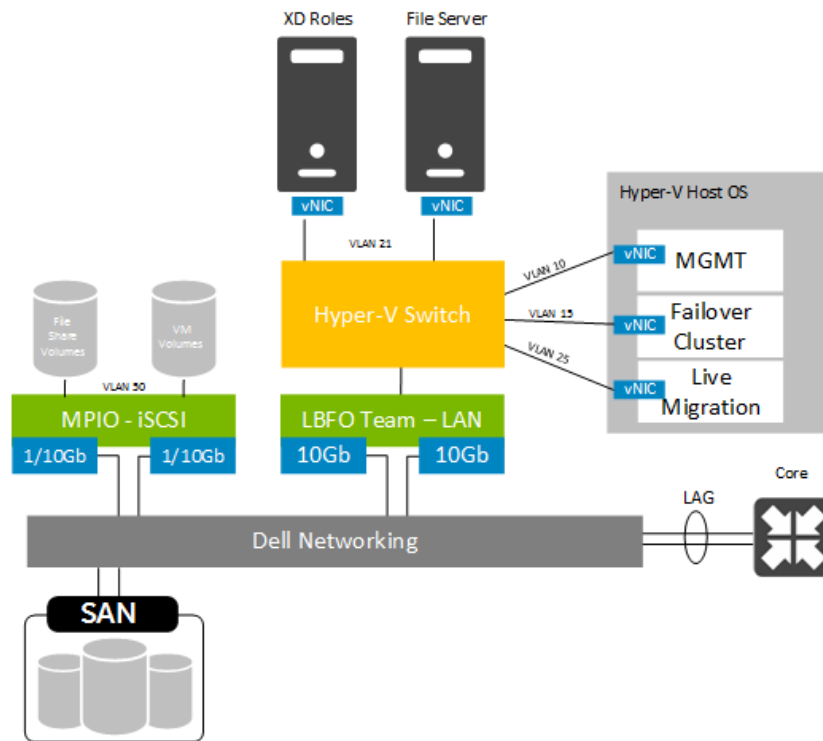 XD Roles
File Server
vNIC
vNIC
VLAN 21
Hyper-V Switch
Hyper-V Host OS
vNIC
MGMT
VLAN 10
vNIC
Failover
Cluster
VLAN 15
vNIC
Live
Migration
VLAN 25
File
Share
Volumes
VM
Volumes
VLAN 50
MPIO - iSCSI
1/10Gb
1/10Gb
LBFO Team – LAN
10Gb
10Gb
Dell Networking
LAG
Core
SAN